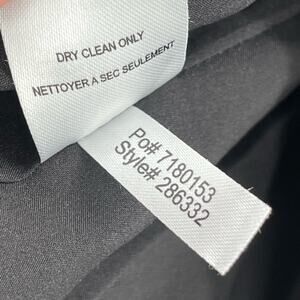 DRY CLEAN ONLY
NETTOYER A SEC SEULEMENT
Po# 7180153
Style# 286332